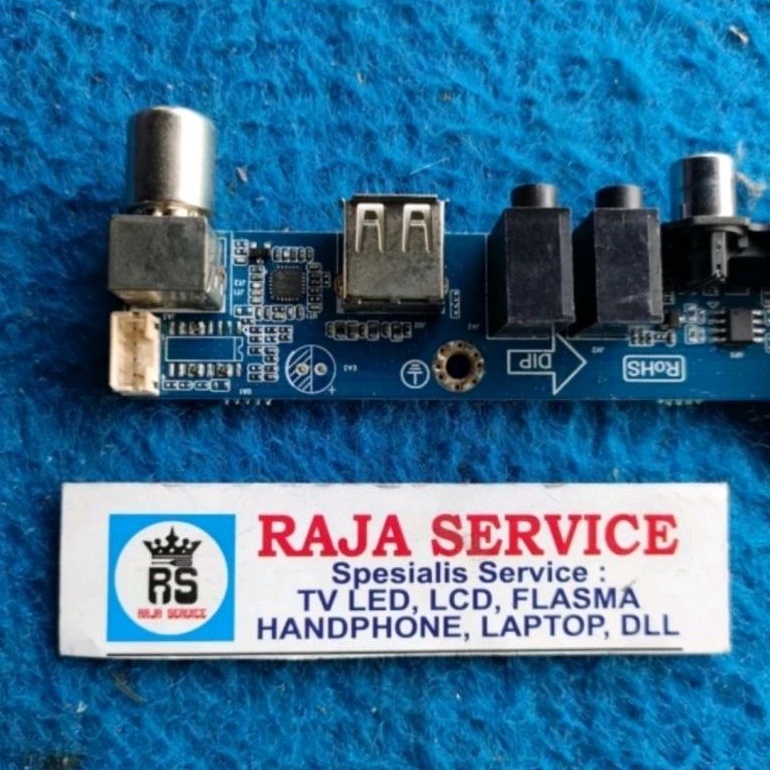 DIP
RoHS
RAJA SERVICE
Spesialis Service :
TV LED, LCD, FLASMA
HANDPHONE, LAPTOP, DLL
RS
RAJA SERVICE